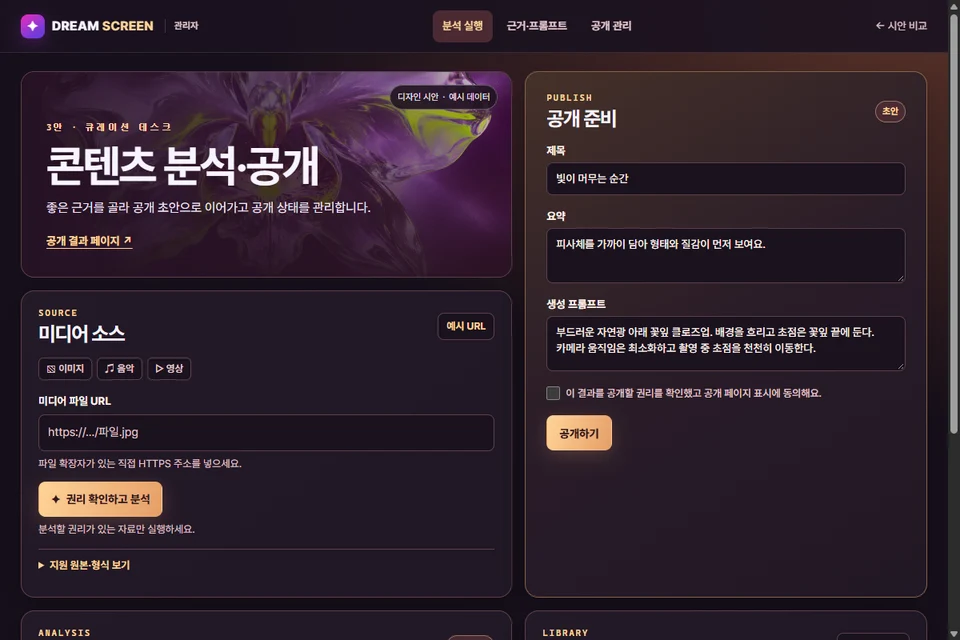 DREAM SCREEN
관리자
분석 실행
근거·프롬프트
공개 관리
← 시안 비교
디자인 시안 · 예시 데이터
3안 · 큐레이션 데스크
콘텐츠 분석·공개
좋은 근거를 골라 공개 초안으로 이어가고 공개 상태를 관리합니다.
공개 결과 페이지 ↗
SOURCE
미디어 소스
예시 URL
이미지
음악
영상
미디어 파일 URL
https://.../파일.jpg
파일 확장자가 있는 직접 HTTPS 주소를 넣으세요.
권리 확인하고 분석
분석할 권리가 있는 자료만 실행하세요.
지원 원본·형식 보기
PUBLISH
공개 준비
초안
제목
빛이 머무는 순간
요약
피사체를 가까이 담아 형태와 질감이 먼저 보여요.
생성 프롬프트
부드러운 자연광 아래 꽃잎 클로즈업. 배경을 흐리고 초점은 꽃잎 끝에 둔다.
카메라 움직임은 최소화하고 촬영 중 초점을 천천히 이동한다.
이 결과를 공개할 권리를 확인했고 공개 페이지 표시에 동의해요.
공개하기
ANALYSIS
LIBRARY